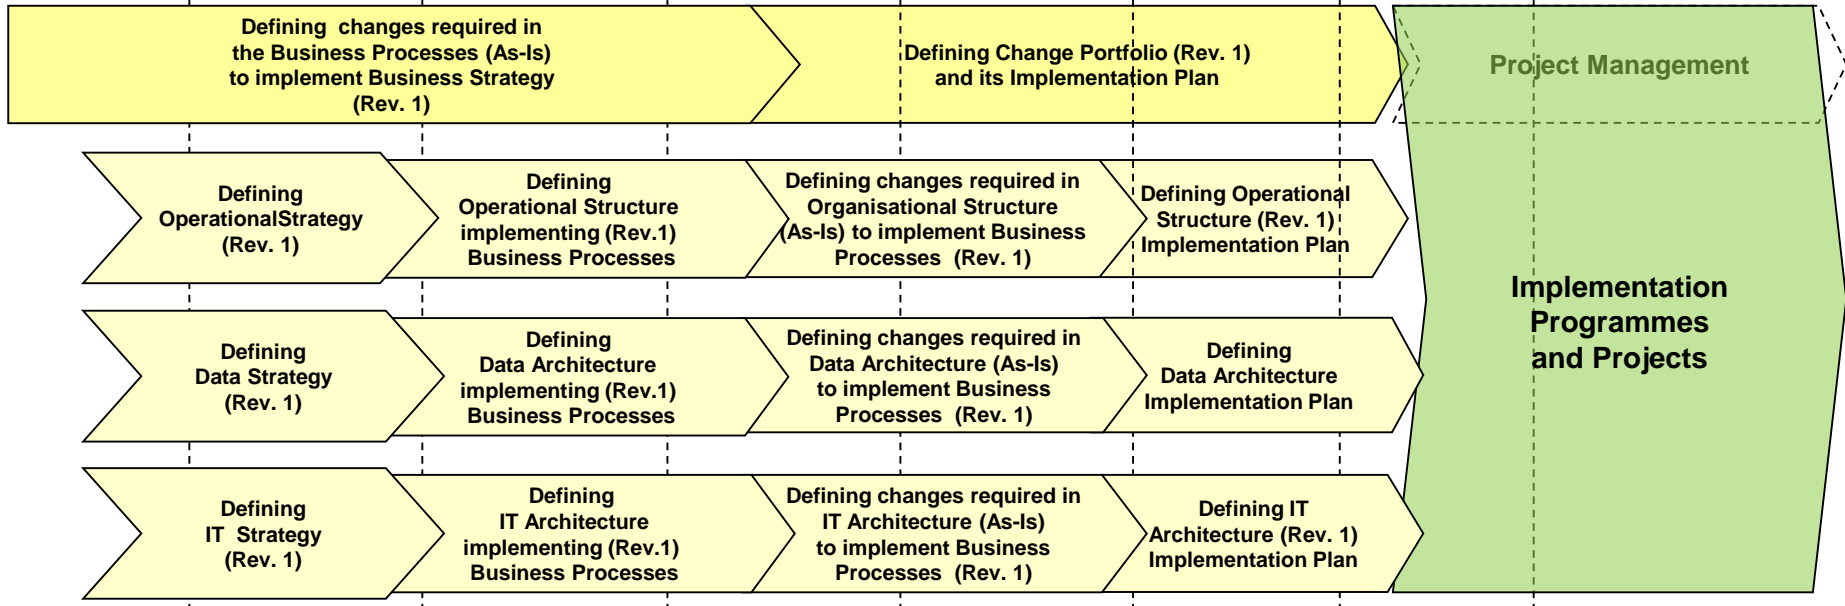 Defining changes required in
the Business Processes (As-Is)
to implement Business Strategy
(Rev. 1)
Defining Change Portfolio (Rev. 1)
and its Implementation Plan
Project Management
Defining
OperationalStrategy
(Rev. 1)
Defining
Operational Structure
implementing (Rev.1)
Business Processes
Defining changes required in
Organisational Structure
(As-Is) to implement Business
Processes (Rev. 1)
Defining Operational
Structure (Rev. 1)
Implementation Plan
Implementation
Programmes
and Projects
Defining
Data Strategy
(Rev. 1)
Defining
Data Architecture
implementing (Rev.1)
Business Processes
Defining changes required in
Data Architecture (As-Is)
to implement Business
Processes (Rev. 1)
Defining
Data Architecture
Implementation Plan
Defining
IT Strategy
(Rev. 1)
Defining
IT Architecture
implementing (Rev.1)
Business Processes
Defining changes required in
IT Architecture (As-Is)
to implement Business
Processes (Rev. 1)
Defining IT
Architecture (Rev. 1)
Implementation Plan